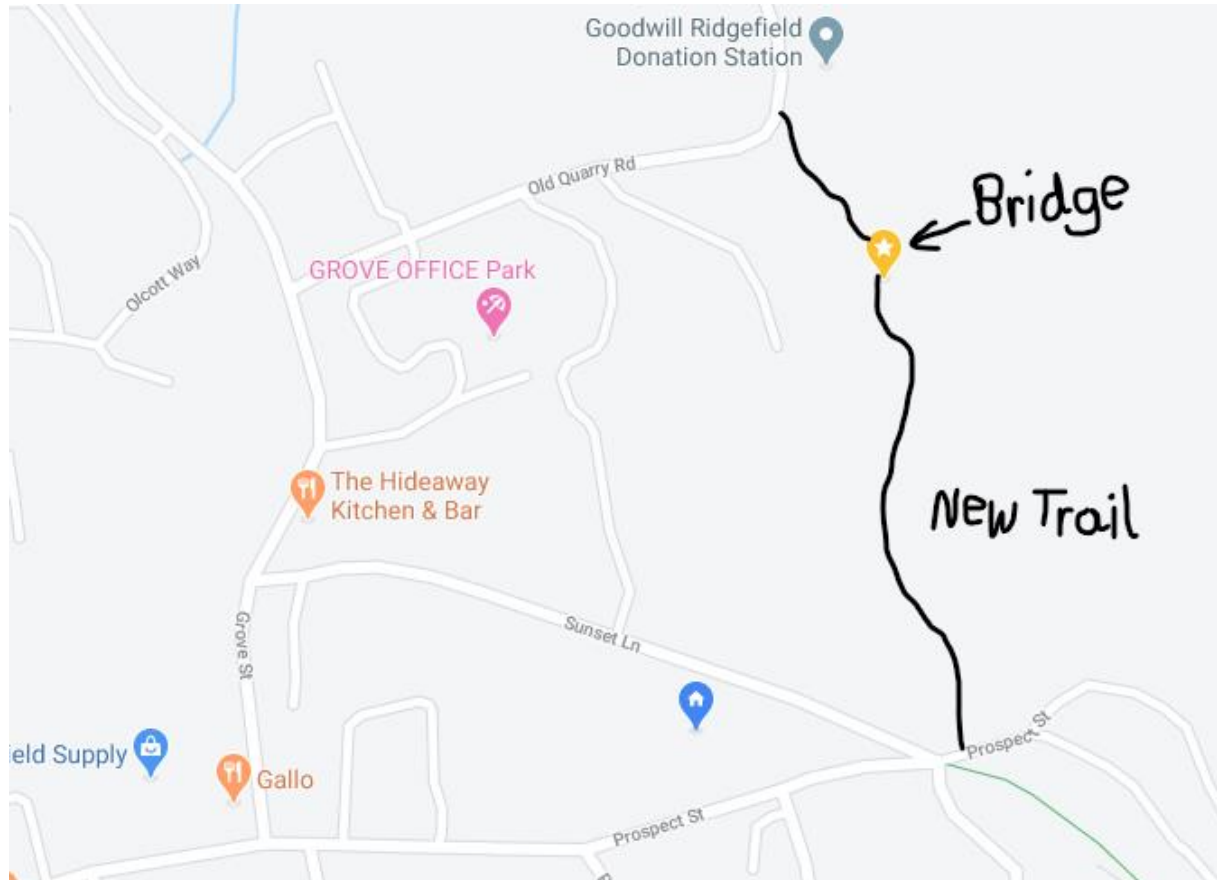 Goodwill Ridgefield
Donation Station
Old Quarry Rd
Bridge
Olcott Way
GROVE OFFICE Park
The Hideaway
Kitchen & Bar
New Trail
Grove St
Sunset Ln
Prospect St
ield Supply
Gallo
Prospect St